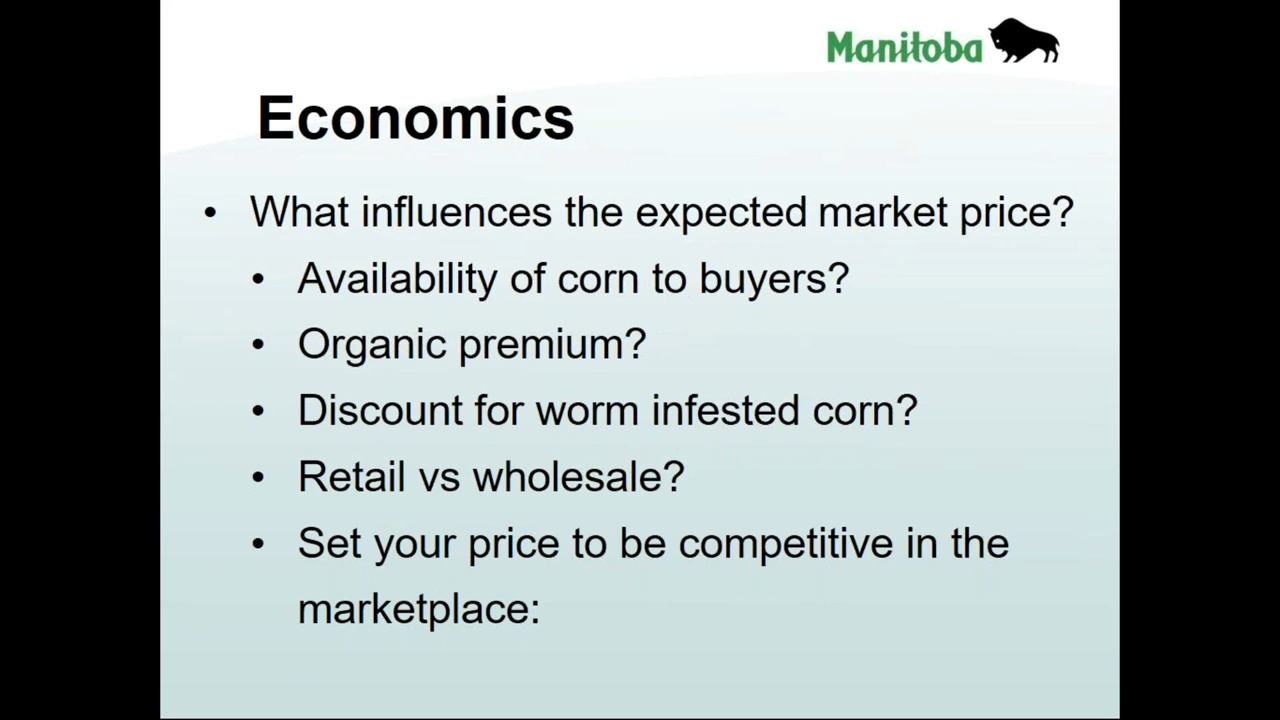 Manitoba
Economics
• What influences the expected market price?
• Availability of corn to buyers?
• Organic premium?
• Discount for worm infested corn?
• Retail vs wholesale?
• Set your price to be competitive in the
marketplace: